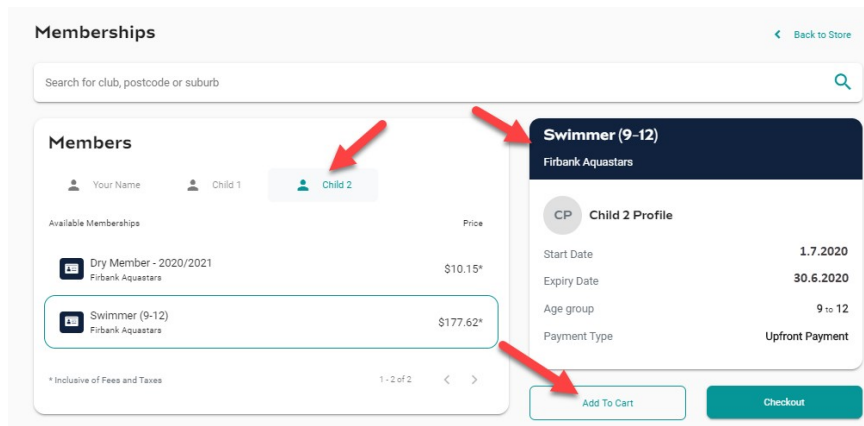 Memberships
Back to Store
Search for club, postcode or suburb
Members
Your Name Child 1 Child 2
Available Memberships Price
Dry Member - 2020/2021
Firbank Aquastars
$10.15*
Swimmer (9-12)
Firbank Aquastars
$177.62*
* Inclusive of Fees and Taxes 1 - 2 of 2
Swimmer (9-12)
Firbank Aquastars
CP Child 2 Profile
Start Date 1.7.2020
Expiry Date 30.6.2020
Age group 9 to 12
Payment Type Upfront Payment
Add To Cart Checkout